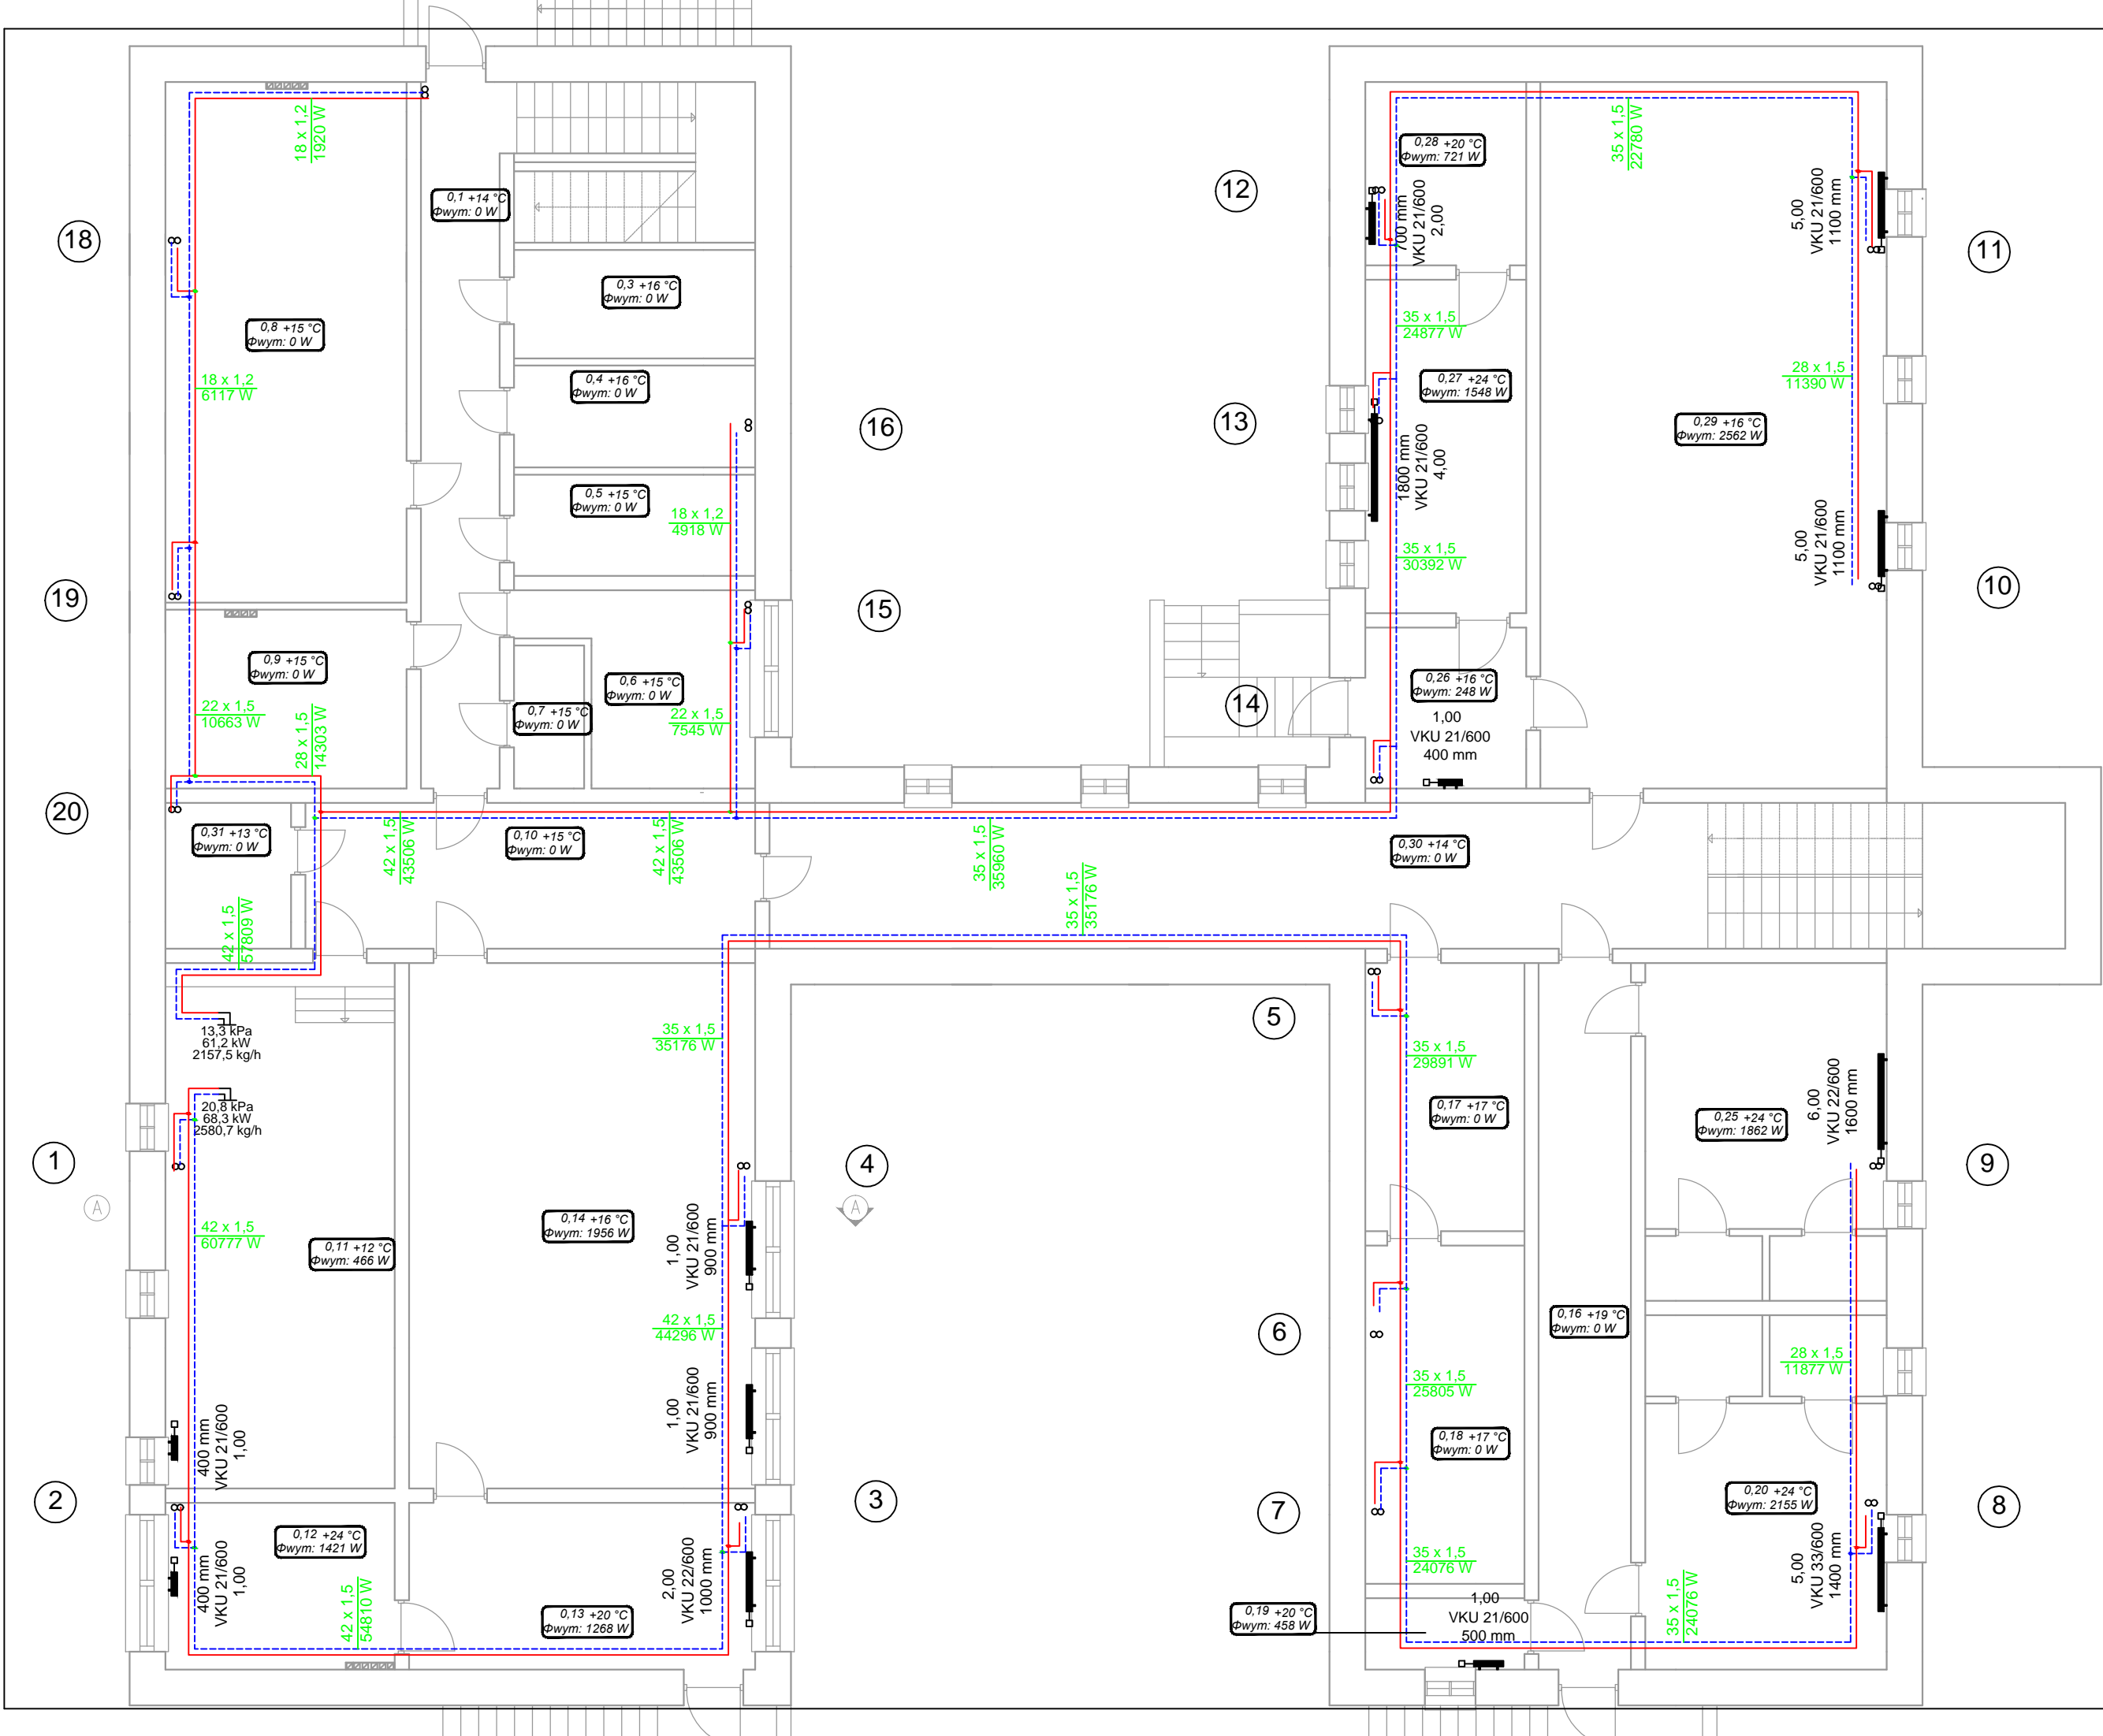 18 x 1,2
1920 W
0,1 +14 °C
Φwym: 0 W
18
0,3 +16 °C
Φwym: 0 W
0,8 +15 °C
Φwym: 0 W
18 x 1,2
6117 W
0,4 +16 °C
Φwym: 0 W
0,5 +15 °C
Φwym: 0 W
18 x 1,2
4918 W
16
15
19
0,9 +15 °C
Φwym: 0 W
0,6 +15 °C
Φwym: 0 W
0,7 +15 °C
Φwym: 0 W
22 x 1,5
10663 W
28 x 1,5
14303 W
22 x 1,5
7545 W
20
0,31 +13 °C
Φwym: 0 W
42 x 1,5
43506 W
0,10 +15 °C
Φwym: 0 W
42 x 1,5
43506 W
35 x 1,5
35960 W
35 x 1,5
35176 W
42 x 1,5
57809 W
12
0,28 +20 °C
Φwym: 721 W
700 mm
VKU 21/600
2,00
35 x 1,5
22780 W
5,00
VKU 21/600
1100 mm
11
35 x 1,5
24877 W
0,27 +24 °C
Φwym: 1548 W
28 x 1,5
11390 W
13
1800 mm
VKU 21/600
4,00
0,29 +16 °C
Φwym: 2562 W
35 x 1,5
30392 W
5,00
VKU 21/600
1100 mm
10
14
0,26 +16 °C
Φwym: 248 W
1,00
VKU 21/600
400 mm
0,30 +14 °C
Φwym: 0 W
13,3 kPa
61,2 kW
2157,5 kg/h
20,8 kPa
68,3 kW
2580,7 kg/h
35 x 1,5
35176 W
1
A
42 x 1,5
60777 W
0,11 +12 °C
Φwym: 466 W
0,14 +16 °C
Φwym: 1956 W
1,00
VKU 21/600
900 mm
4
A
42 x 1,5
44296 W
1,00
VKU 21/600
900 mm
400 mm
VKU 21/600
1,00
2
3
0,12 +24 °C
Φwym: 1421 W
400 mm
VKU 21/600
1,00
42 x 1,5
54810 W
0,13 +20 °C
Φwym: 1268 W
2,00
VKU 22/600
1000 mm
5
35 x 1,5
29891 W
0,17 +17 °C
Φwym: 0 W
0,25 +24 °C
Φwym: 1862 W
6,00
VKU 22/600
1600 mm
9
6
0,16 +19 °C
Φwym: 0 W
35 x 1,5
25805 W
28 x 1,5
11877 W
0,18 +17 °C
Φwym: 0 W
7
0,20 +24 °C
Φwym: 2155 W
8
35 x 1,5
24076 W
5,00
VKU 33/600
1400 mm
0,19 +20 °C
Φwym: 458 W
1,00
VKU 21/600
500 mm
35 x 1,5
24076 W